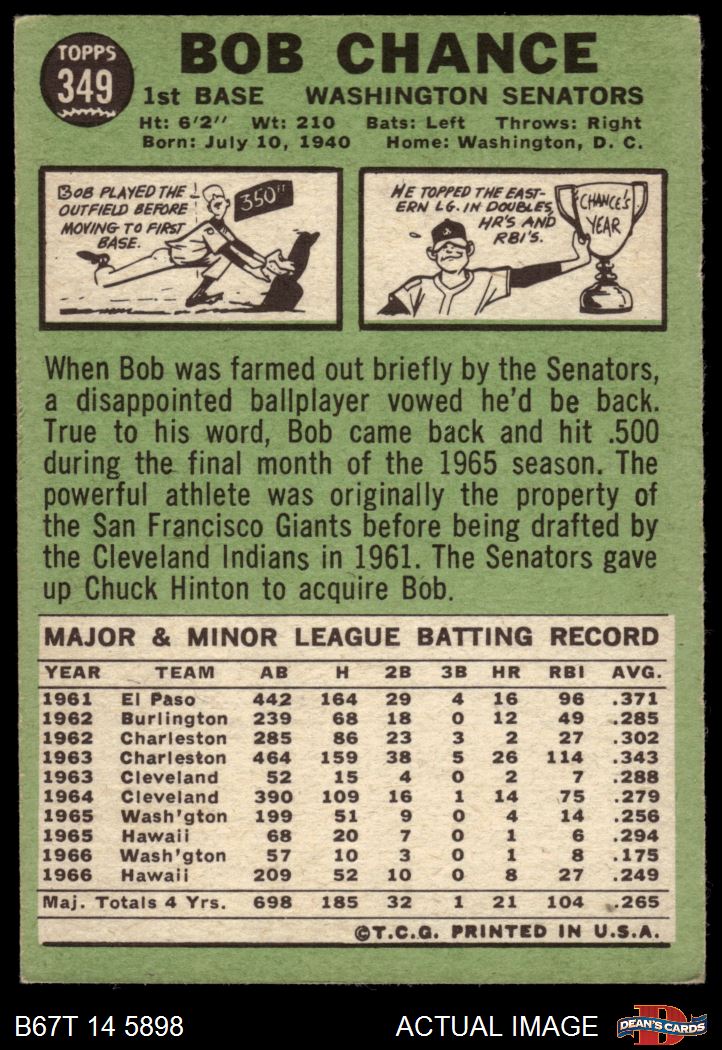 TOPPS
349
BOB CHANCE
1st BASE WASHINGTON SENATORS
Ht: 6'2" Wt: 210 Bats: Left Throws: Right
Born: July 10, 1940 Home: Washington, D. C.
BOB PLAYED THE
OUTFIELD BEFORE
MOVING TO FIRST
BASE.
350FT
HE TOPPED THE EAST-
ERN LG. IN DOUBLES,
HR'S AND
RBI'S.
CHANCE'S
YEAR
When Bob was farmed out briefly by the Senators,
a disappointed ballplayer vowed he'd be back.
True to his word, Bob came back and hit .500
during the final month of the 1965 season. The
powerful athlete was originally the property of
the San Francisco Giants before being drafted by
the Cleveland Indians in 1961. The Senators gave
up Chuck Hinton to acquire Bob.
MAJOR & MINOR LEAGUE BATTING RECORD
YEAR TEAM AB H 2B 3B HR RBI AVG.
1961 El Paso 442 164 29 4 16 96 .371
1962 Burlington 239 68 18 0 12 49 .285
1962 Charleston 285 86 23 3 2 27 .302
1963 Charleston 464 159 38 5 26 114 .343
1963 Cleveland 52 15 4 0 2 7 .288
1964 Cleveland 390 109 16 1 14 75 .279
1965 Wash'gton 199 51 9 0 4 14 .256
1965 Hawaii 68 20 7 0 1 6 .294
1966 Wash'gton 57 10 3 0 1 8 .175
1966 Hawaii 209 52 10 0 8 27 .249
Maj. Totals 4 Yrs. 698 185 32 1 21 104 .265
©T.C.G. PRINTED IN U.S.A.
B67T 14 5898 ACTUAL IMAGE
D
DEAN'S CARDS